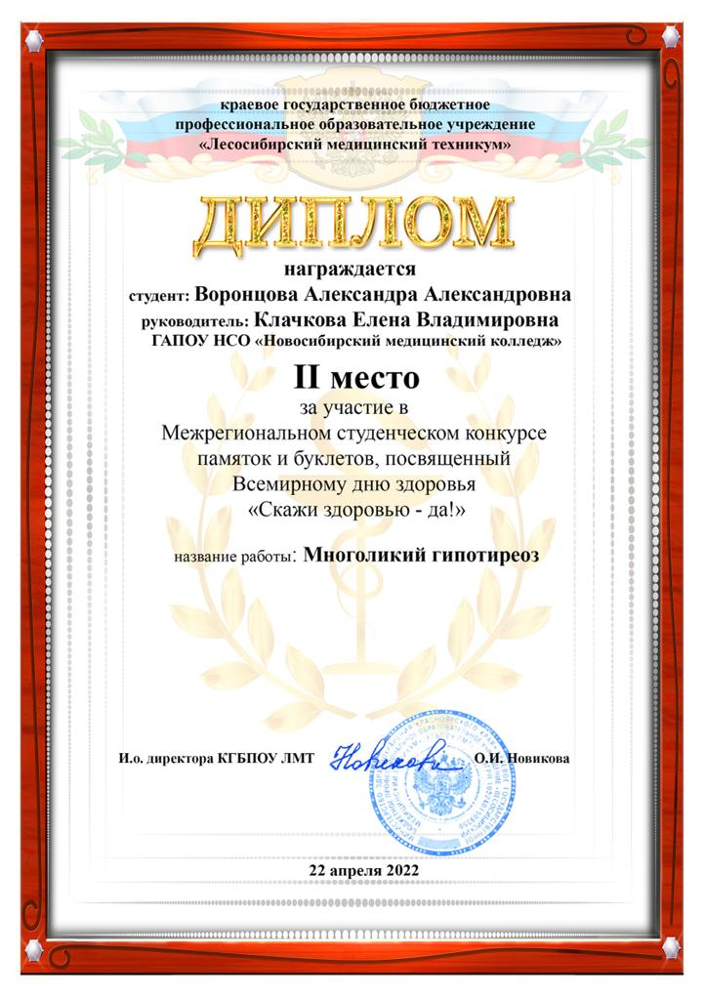 краевое государственное бюджетное
профессиональное образовательное учреждение
«Лесосибирский медицинский техникум»
ДИПЛОМ
награждается
студент: Воронцова Александра Александровна
руководитель: Клачкова Елена Владимировна
ГАПОУ НСО «Новосибирский медицинский колледж»
II место
за участие в
Межрегиональном студенческом конкурсе
памяток и буклетов, посвященный
Всемирному дню здоровья
«Скажи здоровью - да!»
название работы: Многоликий гипотиреоз
И.о. директора КГБПОУ ЛМТ Новикова О.И. Новикова
22 апреля 2022